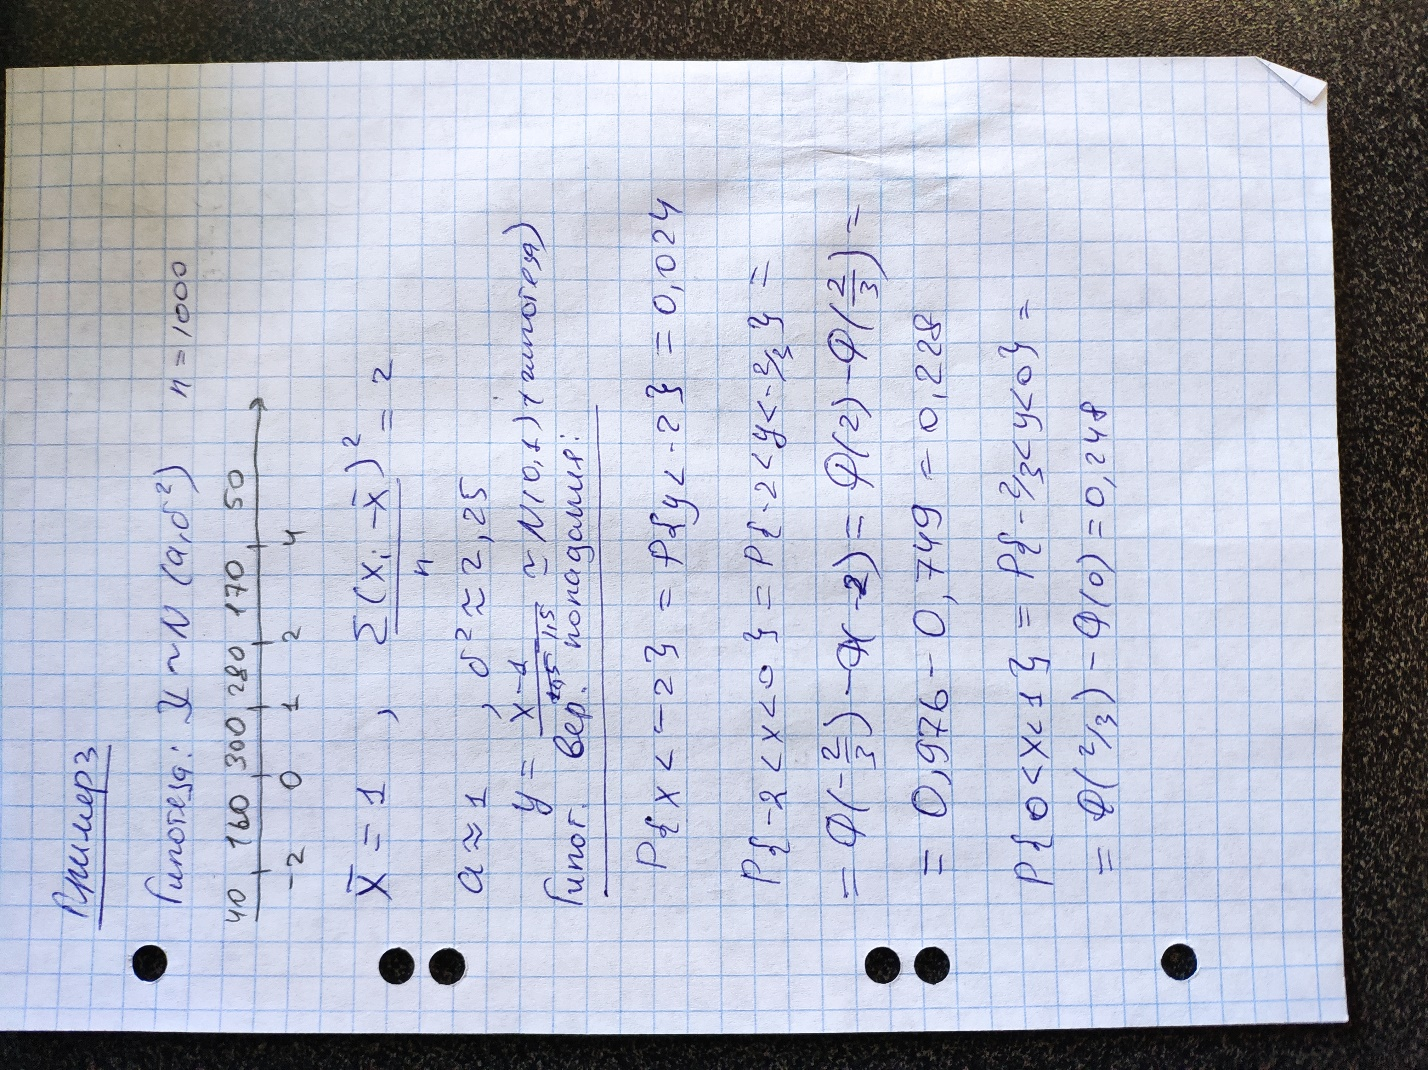 Пример 3
Гипотеза: X ~ N (a, σ²) n = 1000
40 160 300 280 170 50
-2 0 1 2 4
x̄ = 1 , Σ(xᵢ - x̄)² / n = 2
a ≈ 1 , σ² ≈ 2,25
y = x-1 / 1,5 ≃ N(0,1) (гипотеза)
Гипот. вер. попадания:
P{x < -2} = P{y < -2} = 0,024
P{-2 < x < 0} = P{-2 < y < -2/3} =
= Φ(-2/3) - Φ(-2) = Φ(2) - Φ(2/3) =
= 0,976 - 0,749 = 0,228
P{0 < x < 1} = P{-2/3 < y < 0} =
= Φ(2/3) - Φ(0) = 0,248